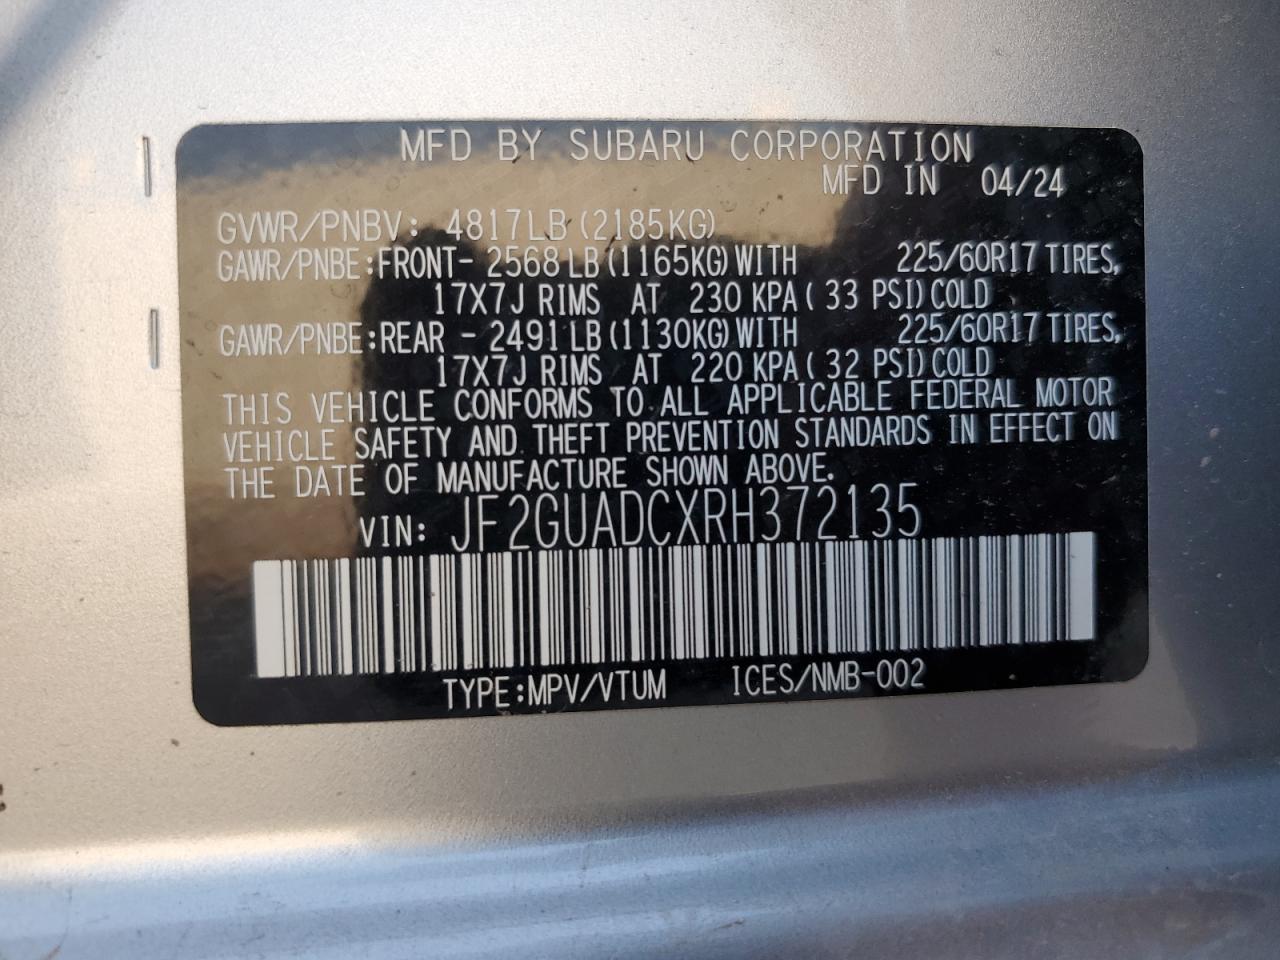 MFD BY SUBARU CORPORATION
MFD IN 04/24
GVWR/PNBV: 4817LB (2185KG)
GAWR/PNBE:FRONT- 2568 LB (1165KG) WITH 225/60R17 TIRES,
17X7J RIMS AT 230 KPA ( 33 PSI) COLD
GAWR/PNBE:REAR - 2491 LB (1130KG) WITH 225/60R17 TIRES,
17X7J RIMS AT 220 KPA ( 32 PSI) COLD
THIS VEHICLE CONFORMS TO ALL APPLICABLE FEDERAL MOTOR
VEHICLE SAFETY AND THEFT PREVENTION STANDARDS IN EFFECT ON
THE DATE OF MANUFACTURE SHOWN ABOVE.
VIN: JF2GUADCXRH372135
TYPE:MPV/VTUM ICES/NMB-002